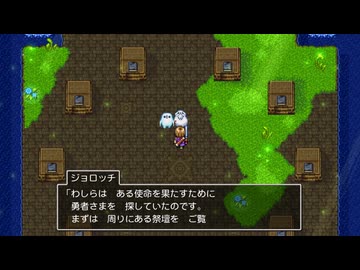 ジョロッチ
「わしらは　ある使命を果たすために
勇者さまを　探していたのです。
まずは　周りにある祭壇を　ご覧